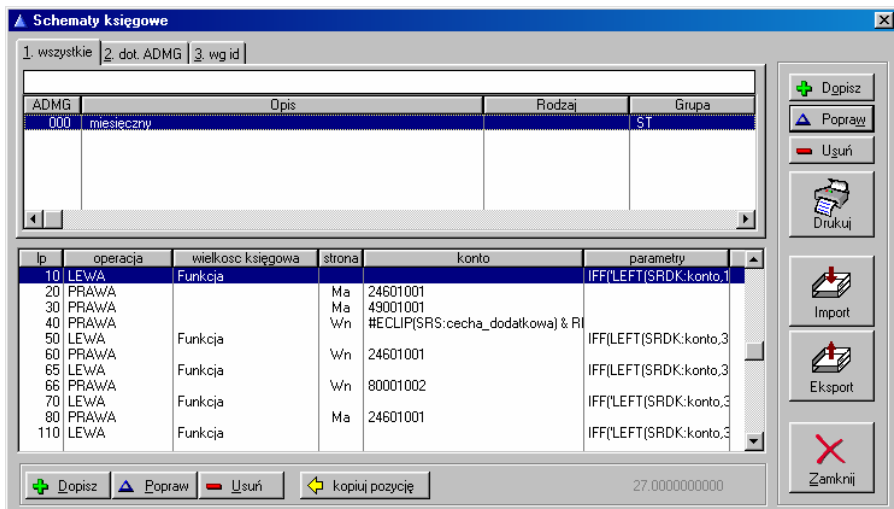 Schematy księgowe
1. wszystkie 2. dot. ADMG 3. wg id
ADMG Opis Rodzaj Grupa
000 miesięczny ST
Dopisz
Popraw
Usuń
Drukuj
Import
Eksport
Zamknij
lp operacja wielkosc księgowa strona konto parametry
10 LEWA Funkcja IFF('LEFT(SRDK:konto,1
20 PRAWA Ma 24601001
30 PRAWA Ma 49001001
40 PRAWA Wn #ECLIP(SRS:cecha_dodatkowa) & RI
50 LEWA Funkcja IFF(LEFT(SRDK:konto,3
60 PRAWA Wn 24601001
65 LEWA Funkcja IFF('LEFT(SRDK:konto,3
66 PRAWA Wn 80001002
70 LEWA Funkcja IFF('LEFT(SRDK:konto,3
80 PRAWA Ma 24601001
110 LEWA Funkcja IFF('LEFT(SRDK:konto,3
Dopisz Popraw Usuń kopiuj pozycję 27.0000000000